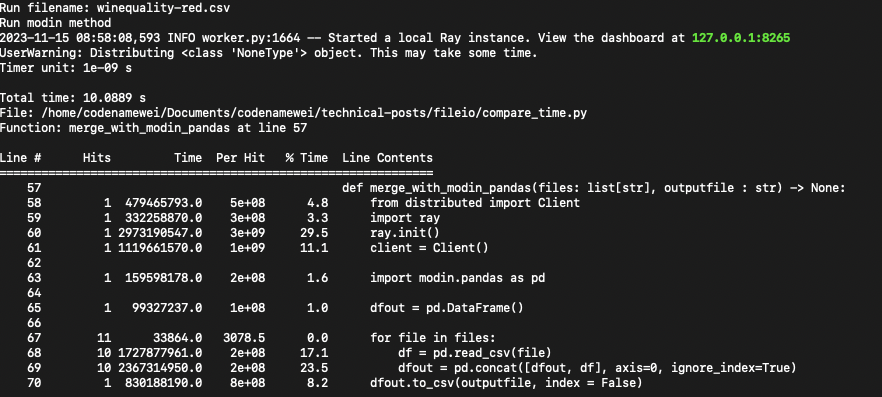 Run filename: winequality-red.csv
Run modin method
2023-11-15 08:58:08,593 INFO worker.py:1664 -- Started a local Ray instance. View the dashboard at 127.0.0.1:8265
UserWarning: Distributing <class 'NoneType'> object. This may take some time.
Timer unit: 1e-09 s

Total time: 10.0889 s
File: /home/codenamewei/Documents/codenamewei/technical-posts/fileio/compare_time.py
Function: merge_with_modin_pandas at line 57

Line #      Hits         Time  Per Hit   % Time  Line Contents
==============================================================
    57                                           def merge_with_modin_pandas(files: list[str], outputfile : str) -> None:
    58         1  479465793.0    5e+08      4.8      from distributed import Client
    59         1  332258870.0    3e+08      3.3      import ray
    60         1 2973190547.0    3e+09     29.5      ray.init()
    61         1 1119661570.0    1e+09     11.1      client = Client()
    62
    63         1  159598178.0    2e+08      1.6      import modin.pandas as pd
    64
    65         1   99327237.0    1e+08      1.0      dfout = pd.DataFrame()
    66
    67        11      33864.0   3078.5      0.0      for file in files:
    68        10 1727877961.0    2e+08     17.1          df = pd.read_csv(file)
    69        10 2367314950.0    2e+08     23.5          dfout = pd.concat([dfout, df], axis=0, ignore_index=True)
    70         1  830188190.0    8e+08      8.2      dfout.to_csv(outputfile, index = False)